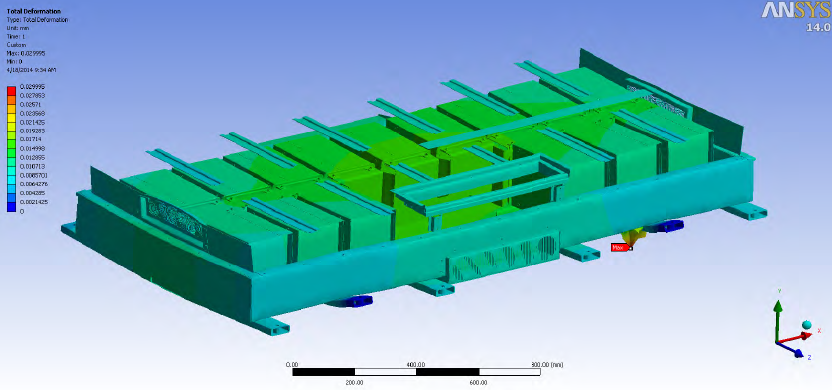 Total Deformation
Type: Total Deformation
Unit: mm
Time: 1
Custom
Max: 0.029995
Min: 0
4/18/2014 9:34 AM
0.029995
0.027853
0.02571
0.023568
0.021425
0.019283
0.01714
0.014998
0.012855
0.010713
0.0085701
0.0064276
0.004285
0.0021425
0
ANSYS
14.0
Max
Y
X
Z
0.00
400.00
800.00 (mm)
200.00
600.00